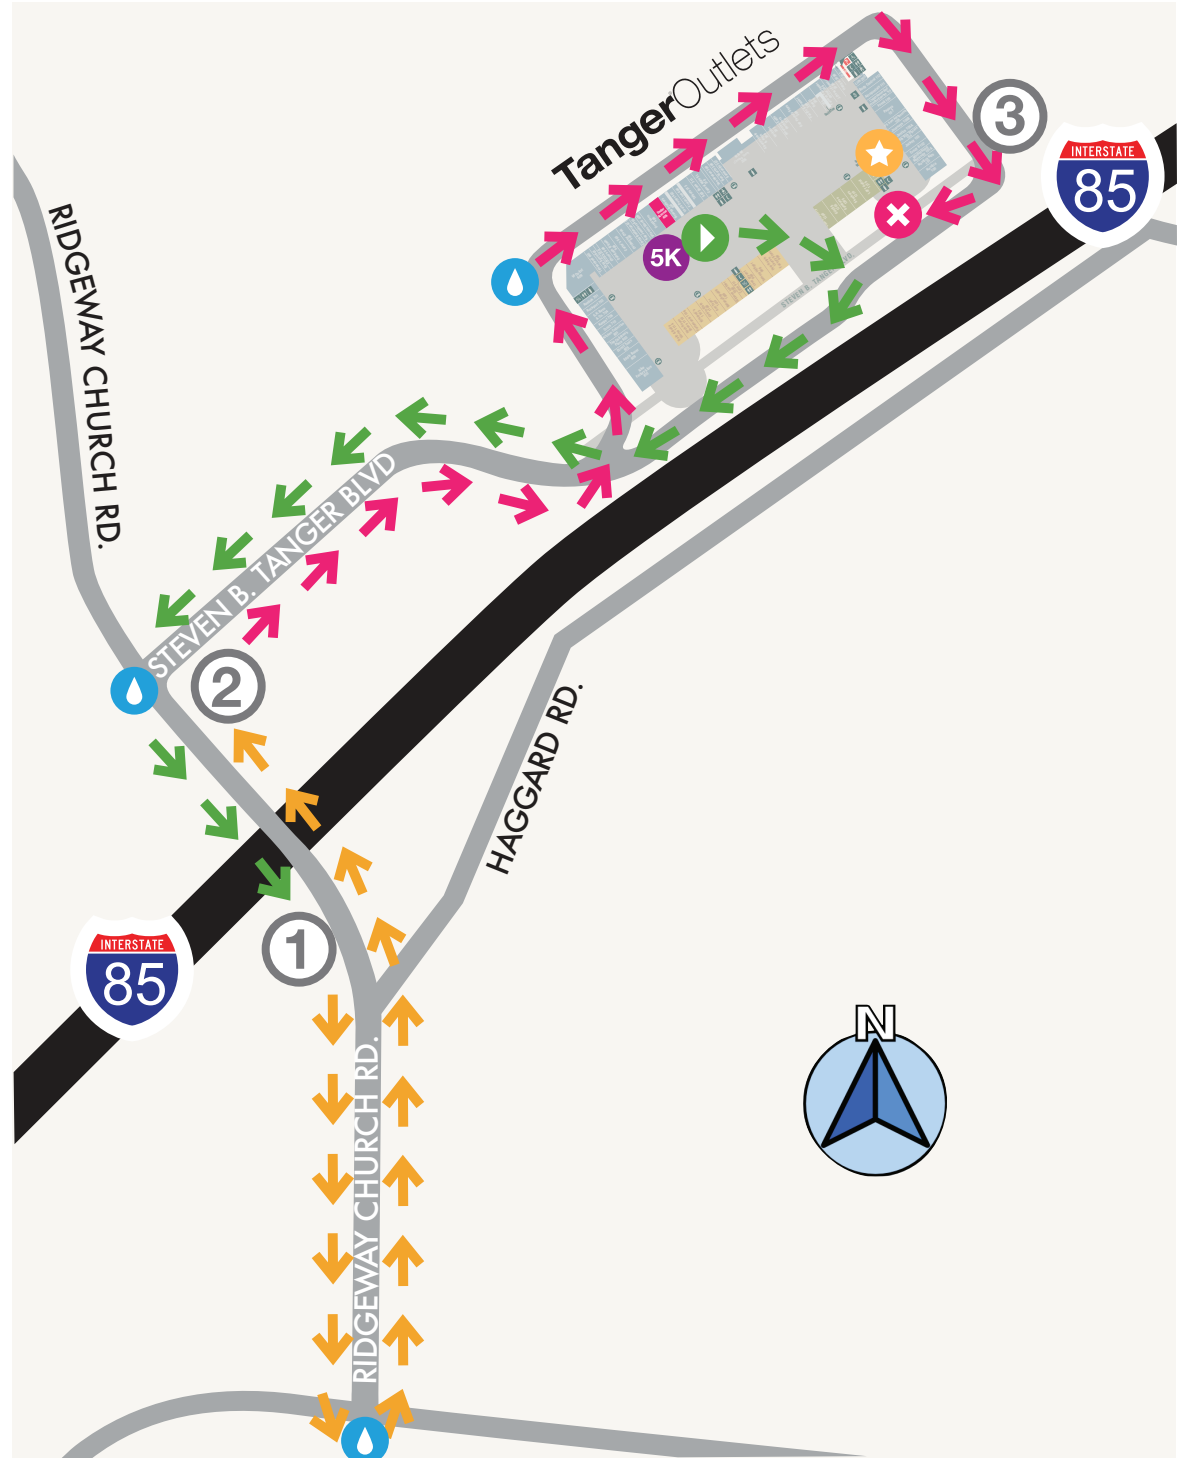 TangerOutlets
3
INTERSTATE
85
RIDGEWAY CHURCH RD.
5K
STEVEN B. TANGER BLVD
2
HAGGARD RD.
1
INTERSTATE
85
N
RIDGEWAY CHURCH RD.